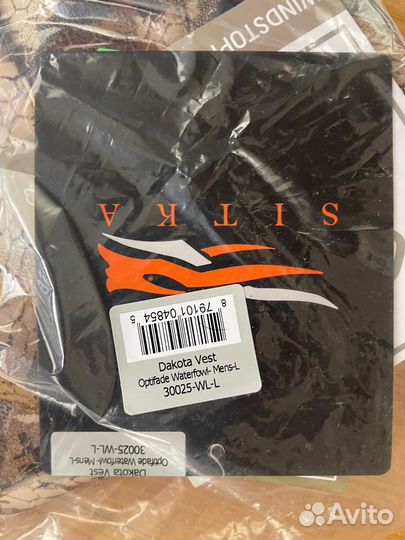 WINDSTOP
SITKA
8 79101 04854 5
Dakota Vest
Optifade Waterfowl- Mens-L
30025-WL-L
Dakota Vest
Optifade Waterfowl- Mens-L
30025-WL-L
Avito